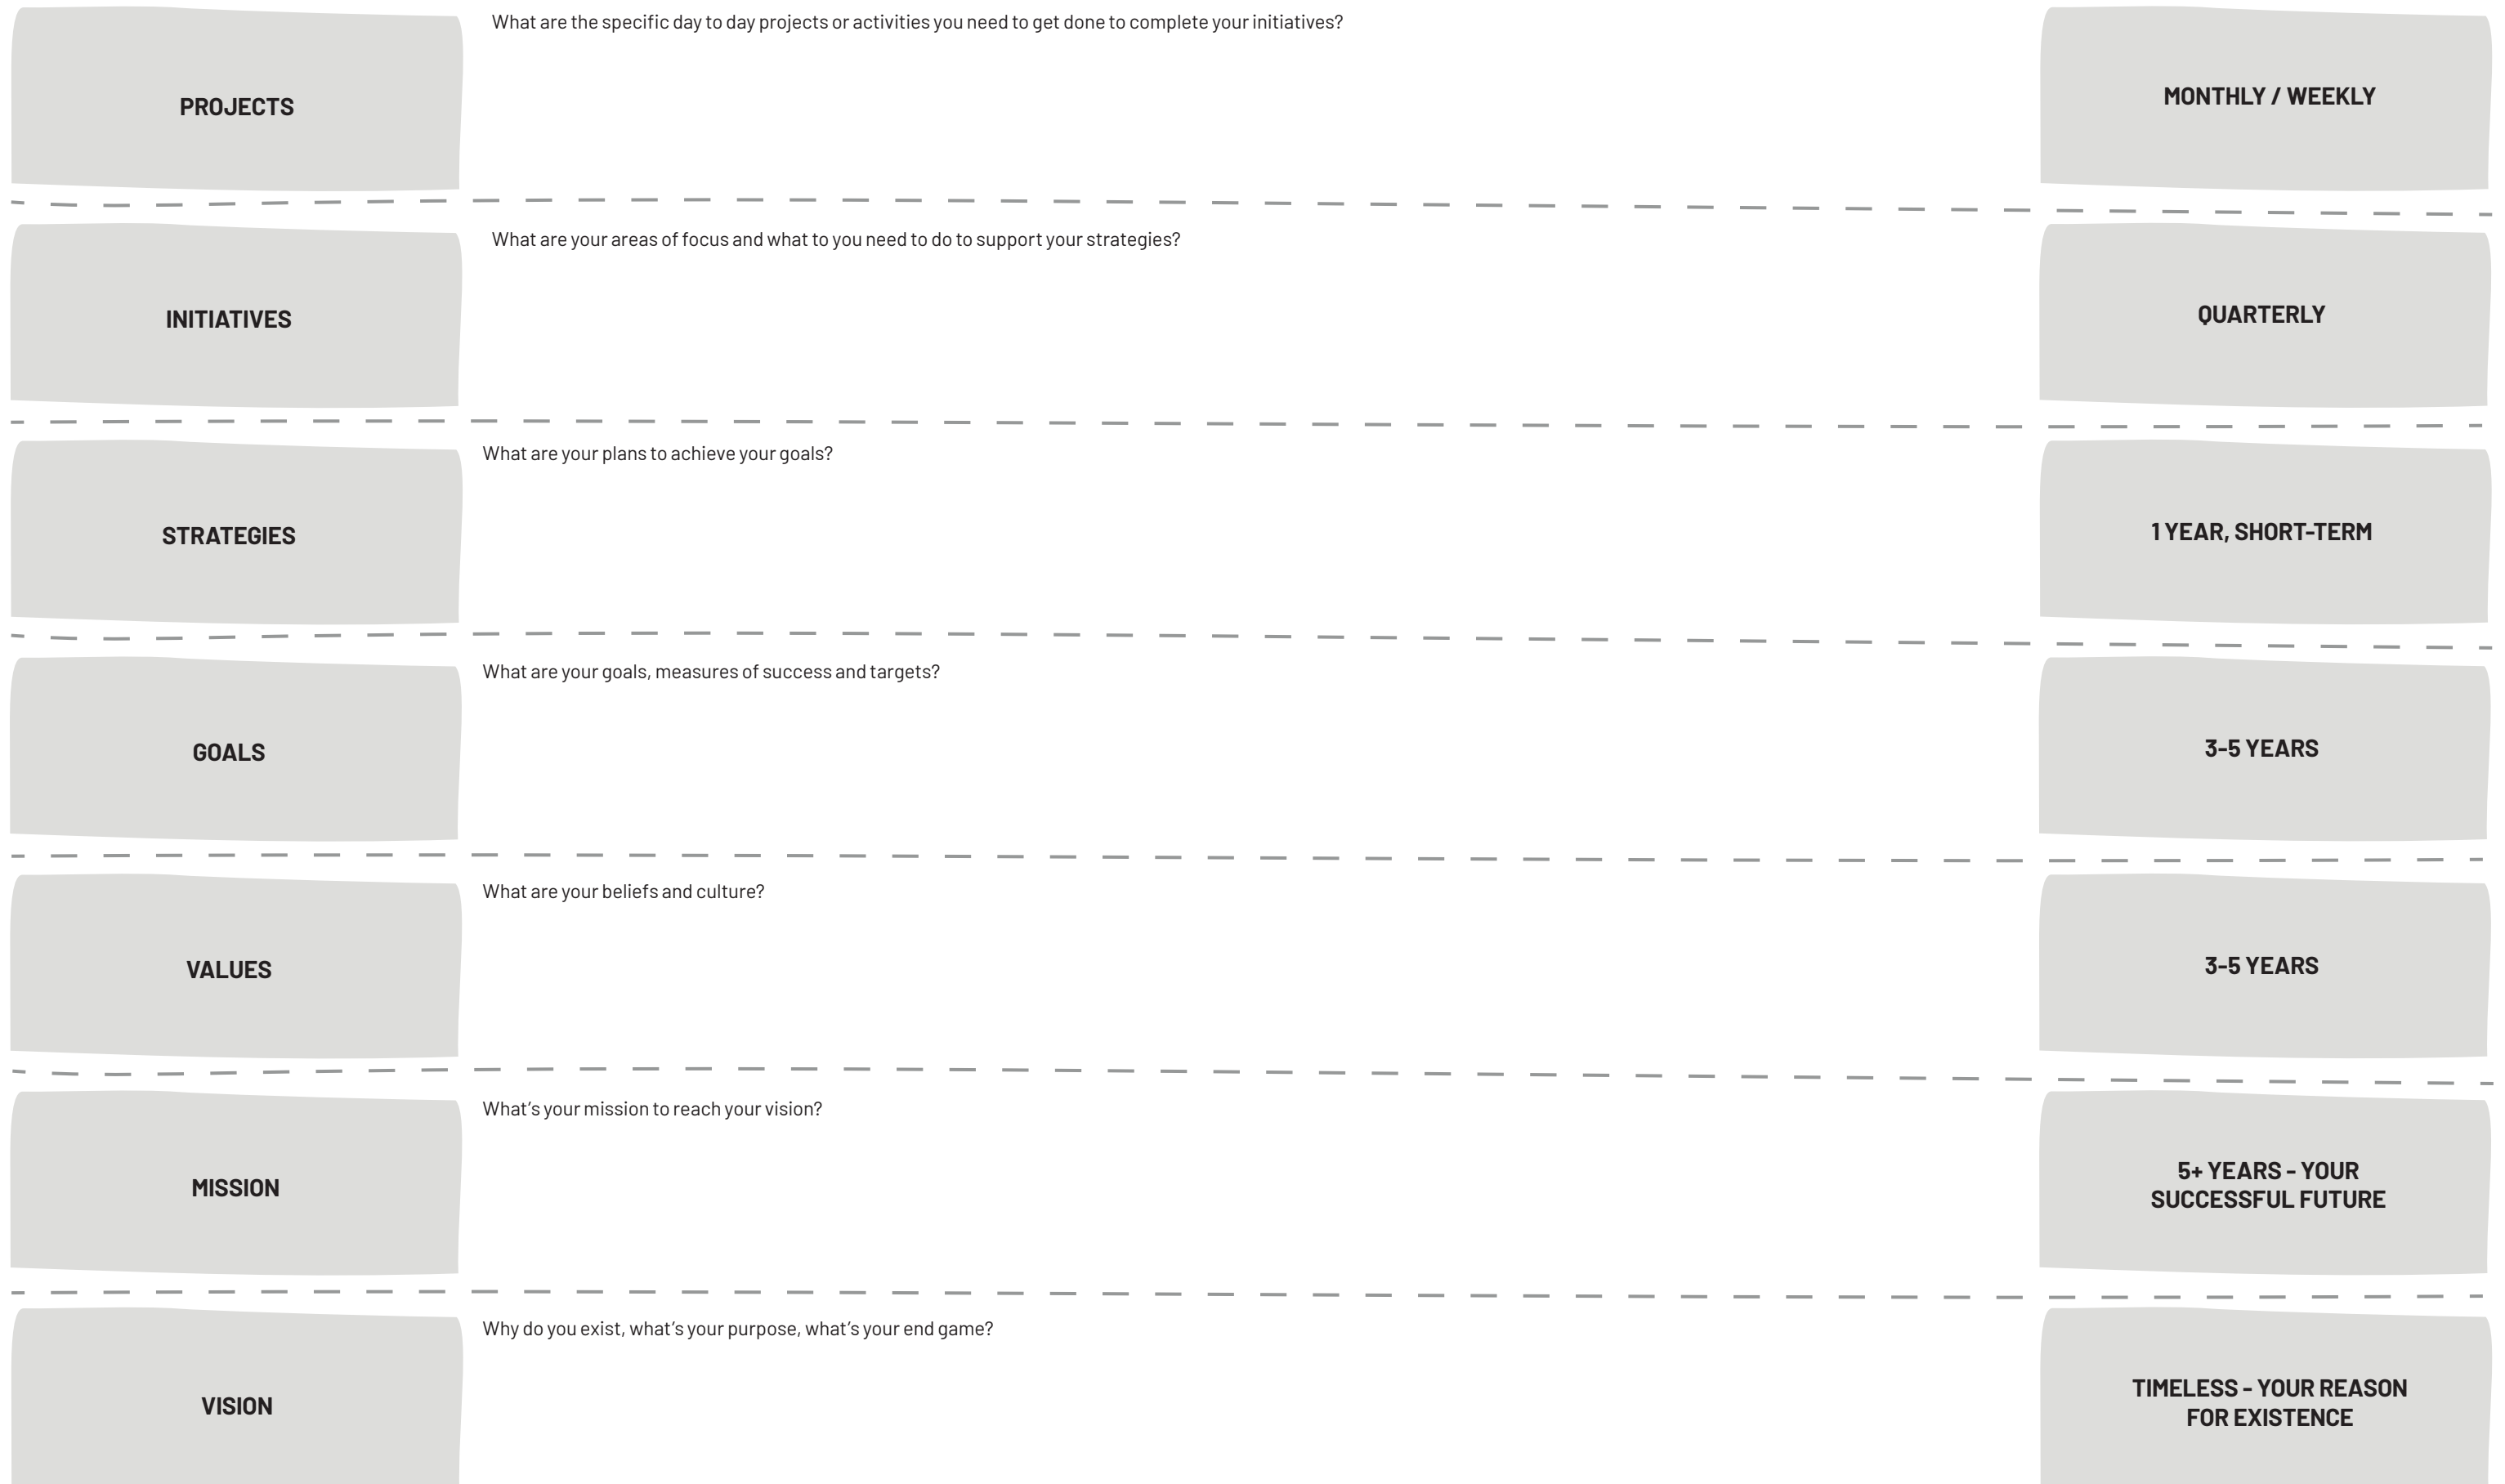 What are the specific day to day projects or activities you need to get done to complete your initiatives?
PROJECTS
MONTHLY / WEEKLY
What are your areas of focus and what to you need to do to support your strategies?
INITIATIVES
QUARTERLY
What are your plans to achieve your goals?
STRATEGIES
1 YEAR, SHORT-TERM
What are your goals, measures of success and targets?
GOALS
3-5 YEARS
What are your beliefs and culture?
VALUES
3-5 YEARS
What's your mission to reach your vision?
MISSION
5+ YEARS - YOUR
SUCCESSFUL FUTURE
Why do you exist, what's your purpose, what's your end game?
VISION
TIMELESS - YOUR REASON
FOR EXISTENCE